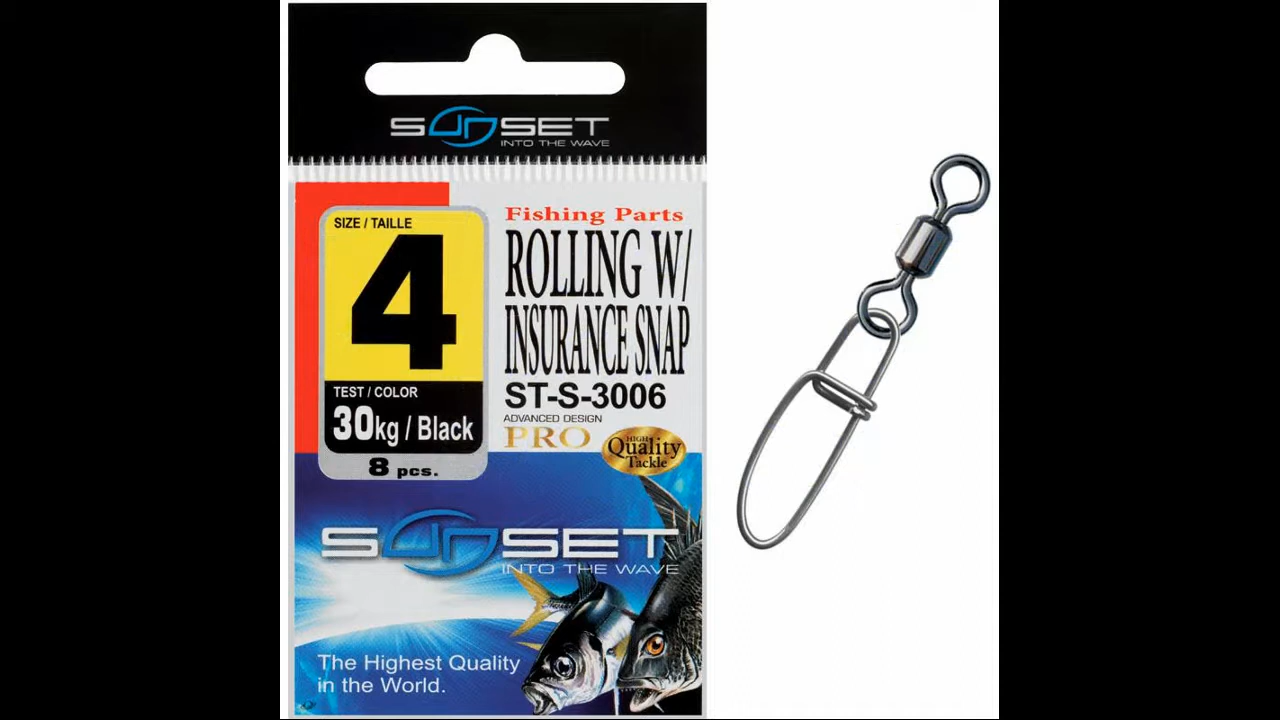 SUNSET
INTO THE WAVE
SIZE / TAILLE
4
TEST / COLOR
30kg / Black
8 pcs.
Fishing Parts
ROLLING W/
INSURANCE SNAP
ST-S-3006
ADVANCED DESIGN
PRO
HIGH
Quality
Tackle
SUNSET
INTO THE WAVE
The Highest Quality
in the World.